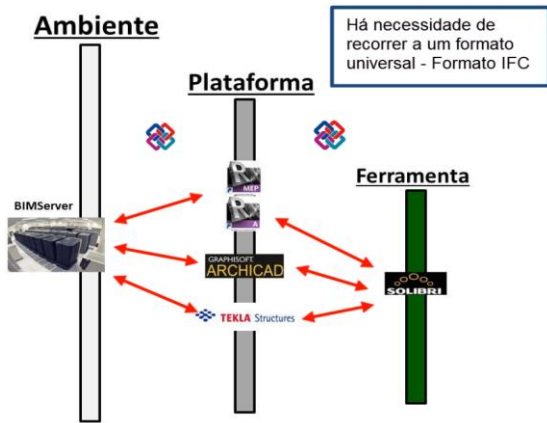 Ambiente
Há necessidade de
recorrer a um formato
universal - Formato IFC
Plataforma
Ferramenta
BIMServer
MEP
A
GRAPHISOFT.
ARCHICAD
SOLIBRI
TEKLA Structures